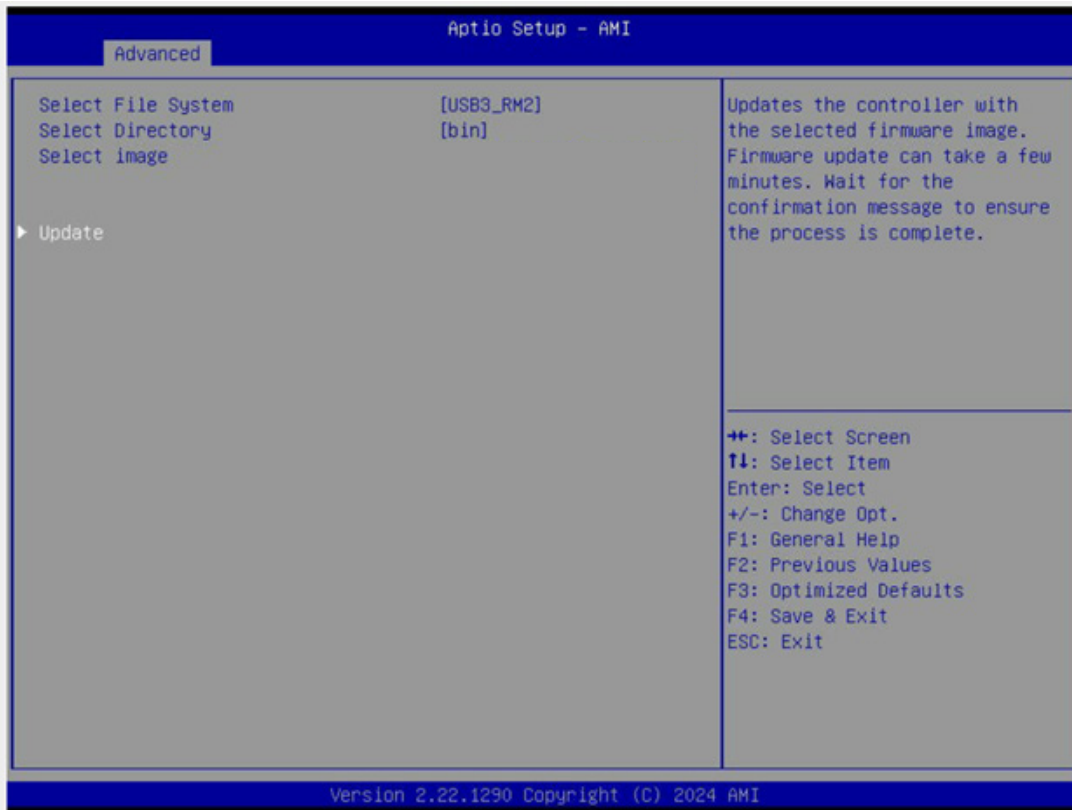 Aptio Setup – AMI
Advanced
Select File System [USB3_RM2]
Select Directory [bin]
Select image
Update
Updates the controller with
the selected firmware image.
Firmware update can take a few
minutes. Wait for the
confirmation message to ensure
the process is complete.
→←: Select Screen
↑↓: Select Item
Enter: Select
+/-: Change Opt.
F1: General Help
F2: Previous Values
F3: Optimized Defaults
F4: Save & Exit
ESC: Exit
Version 2.22.1290 Copyright (C) 2024 AMI